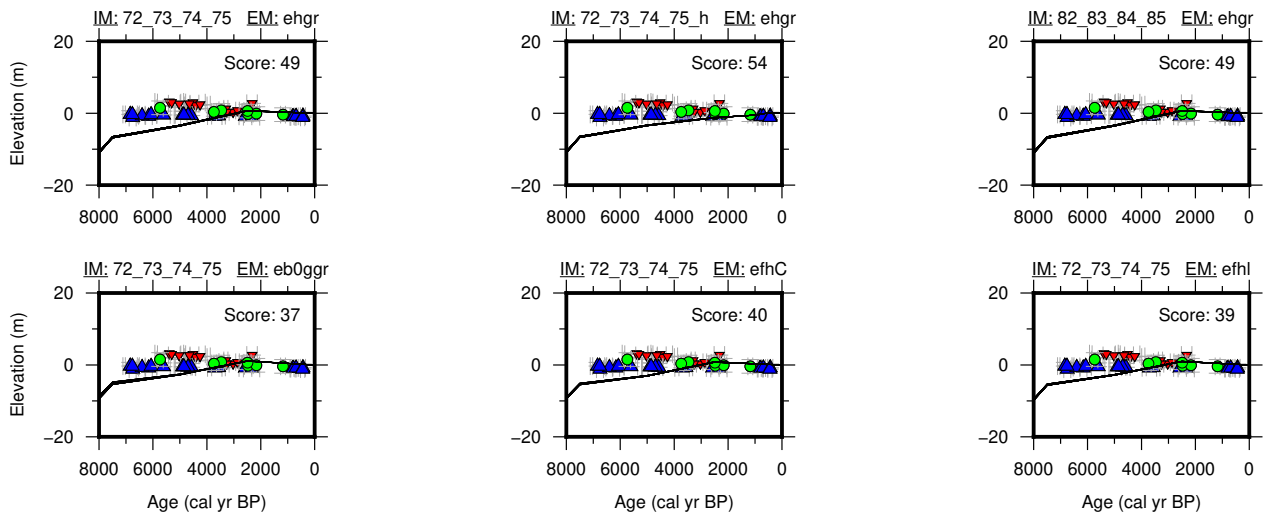 IM: 72_73_74_75 EM: ehgr
IM: 72_73_74_75_h EM: ehgr
IM: 82_83_84_85 EM: ehgr
20
0
−20
Elevation (m)
Score: 49
8000 6000 4000 2000 0
20
0
−20
Score: 54
8000 6000 4000 2000 0
20
0
−20
Score: 49
8000 6000 4000 2000 0
IM: 72_73_74_75 EM: eb0ggr
IM: 72_73_74_75 EM: efhC
IM: 72_73_74_75 EM: efhl
20
0
−20
Elevation (m)
Score: 37
8000 6000 4000 2000 0
Age (cal yr BP)
20
0
−20
Score: 40
8000 6000 4000 2000 0
Age (cal yr BP)
20
0
−20
Score: 39
8000 6000 4000 2000 0
Age (cal yr BP)